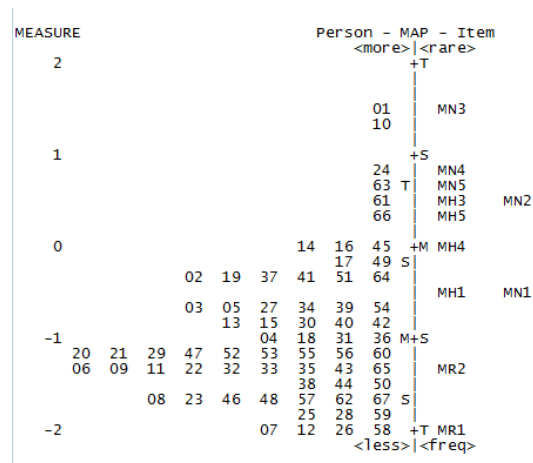 MEASURE Person - MAP - Item
<more>|<rare>
2 +T
|
|
01 | MN3
10 |
|
1 +S
24 | MN4
63 T| MN5
61 | MH3 MN2
66 | MH5
|
0 14 16 45 +M MH4
17 49 S|
02 19 37 41 51 64 |
| MH1 MN1
03 05 27 34 39 54 |
13 15 30 40 42 |
-1 04 18 31 36 M+S
20 21 29 47 52 53 55 56 60 |
06 09 11 22 32 33 35 43 65 | MR2
38 44 50 |
08 23 46 48 57 62 67 S|
25 28 59 |
-2 07 12 26 58 +T MR1
<less>|<freq>